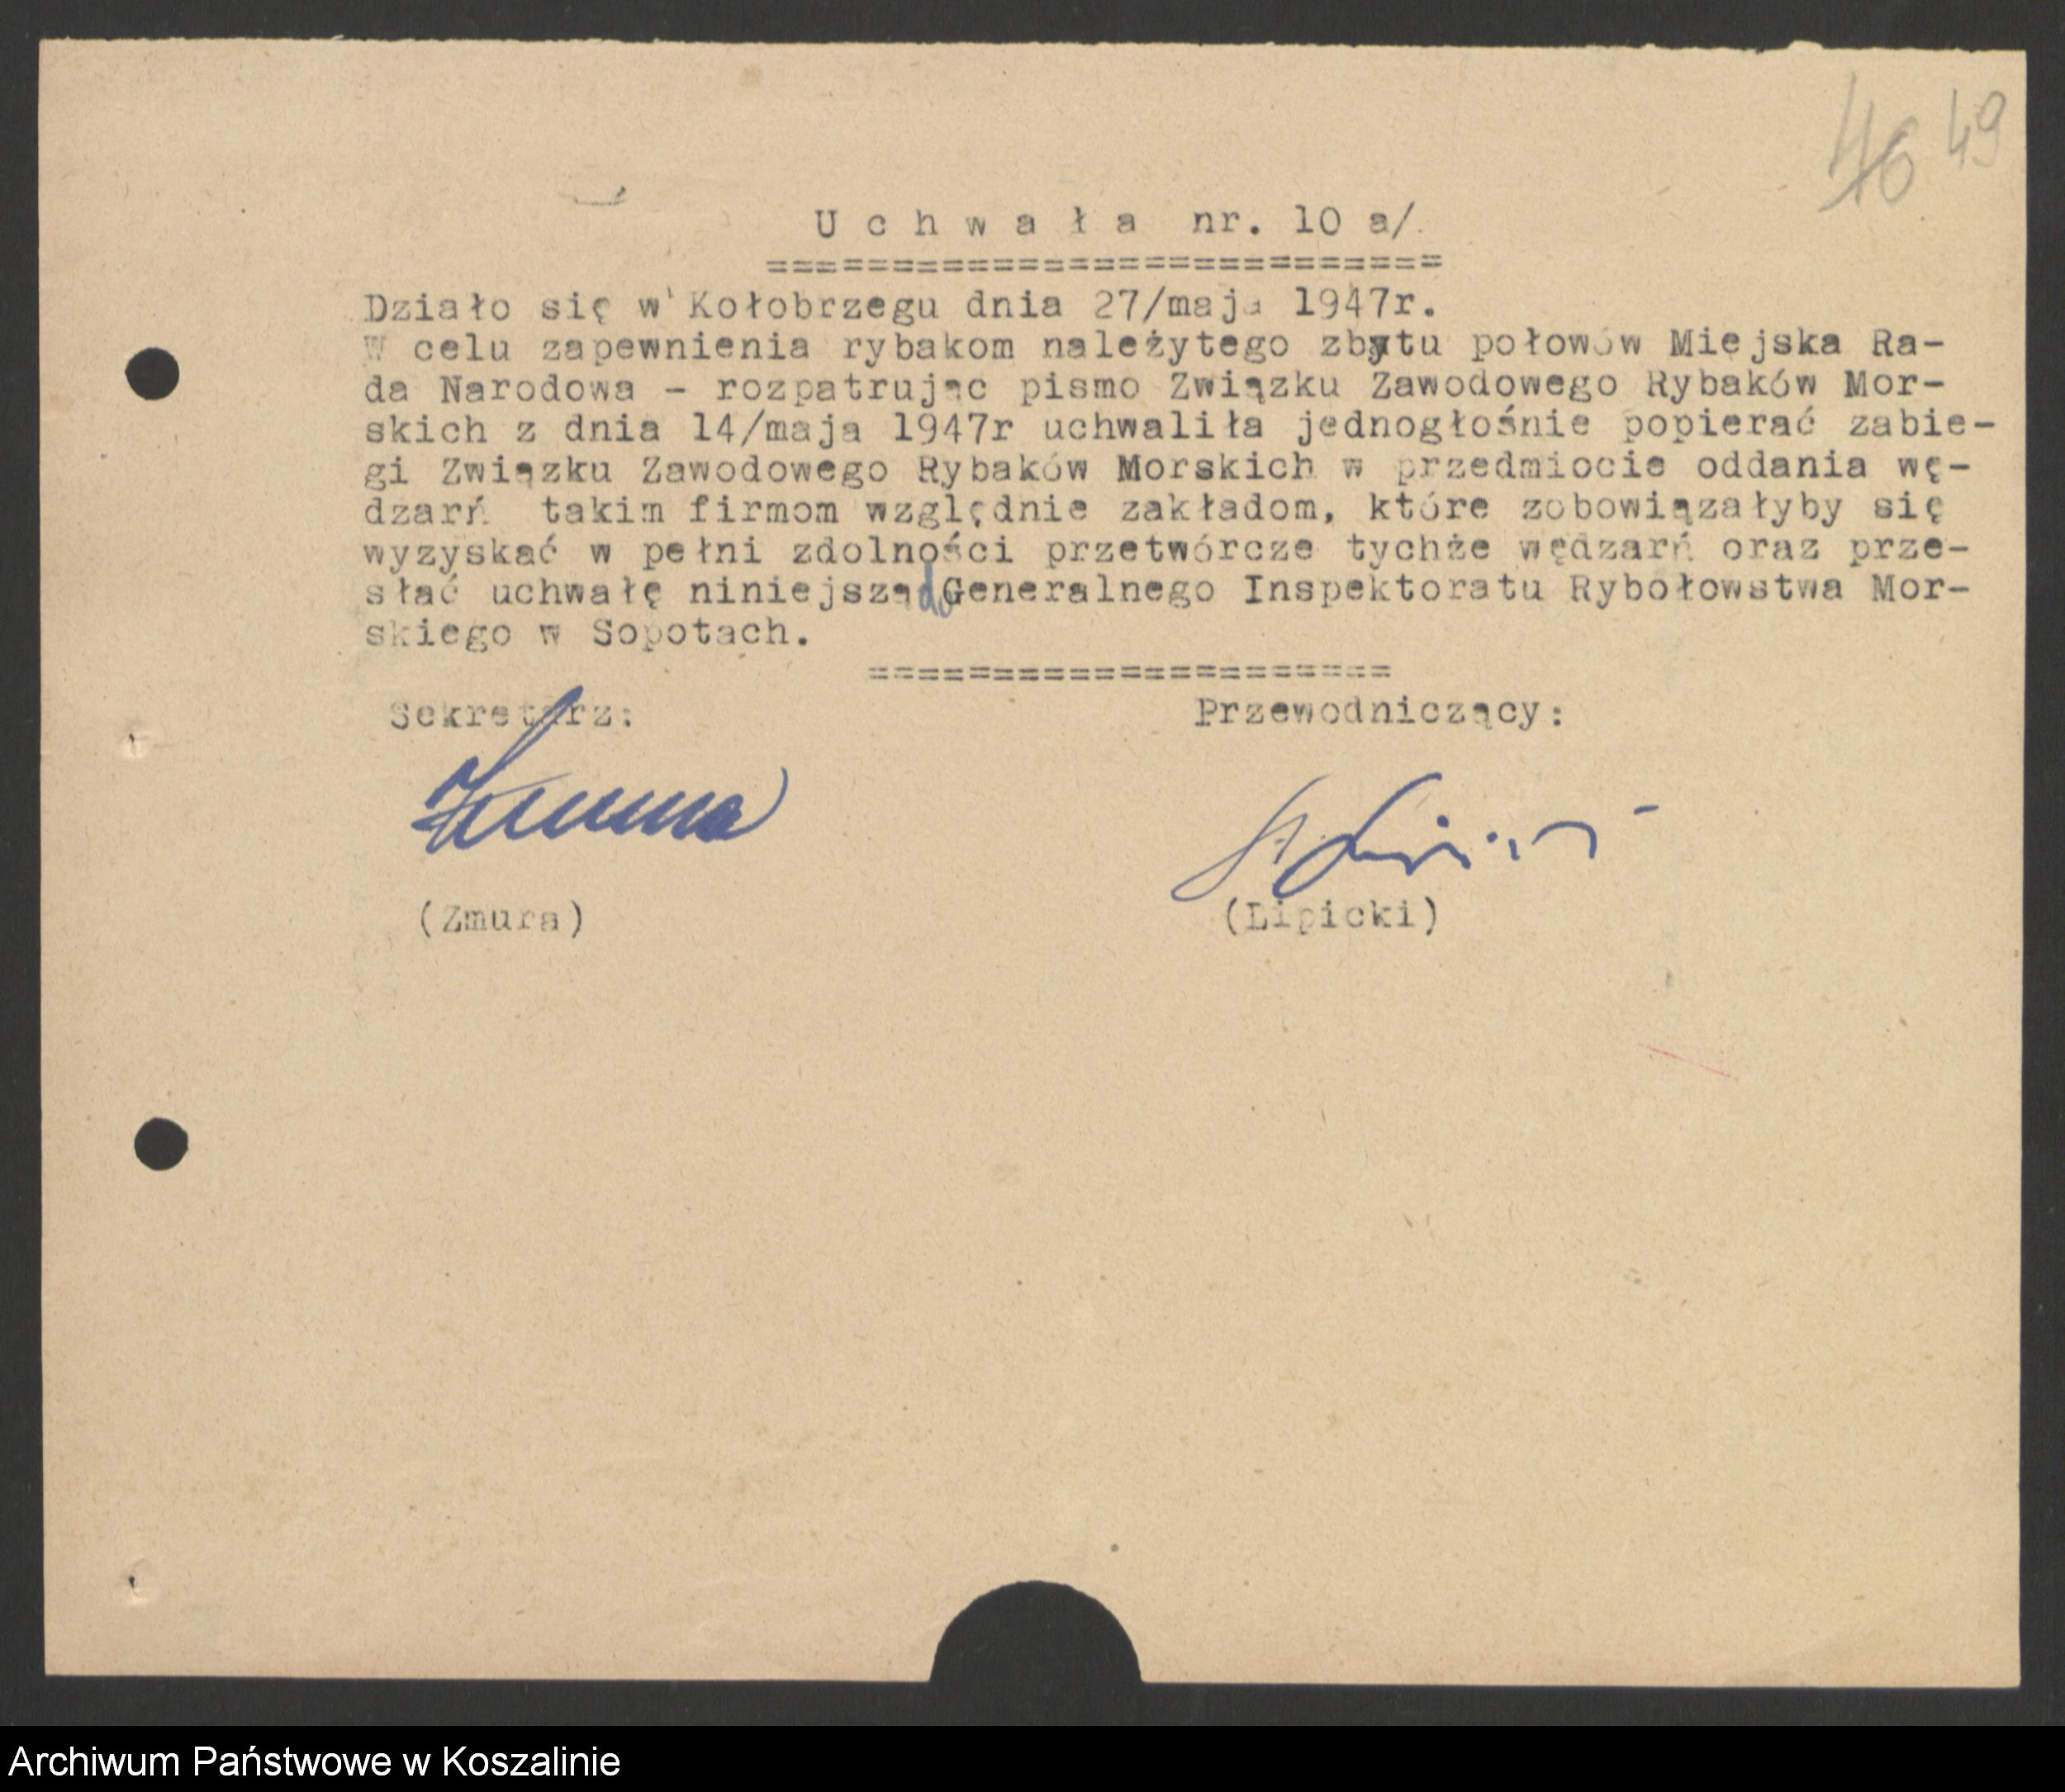 46 49
U c h w a ł a nr. 10 a/
===========================
Działo się w Kołobrzegu dnia 27/maja 1947r.
W celu zapewnienia rybakom należytego zbytu połowów Miejska Ra-
da Narodowa - rozpatrując pismo Związku Zawodowego Rybaków Mor-
skich z dnia 14/maja 1947r uchwaliła jednogłośnie popierać zabie-
gi Związku Zawodowego Rybaków Morskich w przedmiocie oddania wę-
dzarń takim firmom względnie zakładom, które zobowiązałyby się
wyzyskać w pełni zdolności przetwórcze tychże wędzarń oraz prze-
słać uchwałę niniejszą do Generalnego Inspektoratu Rybołowstwa Mor-
skiego w Sopotach.
=====================
Sekretarz: Przewodniczący:
Zmura St. Lipicki
(Zmura) (Lipicki)
Archiwum Państwowe w Koszalinie